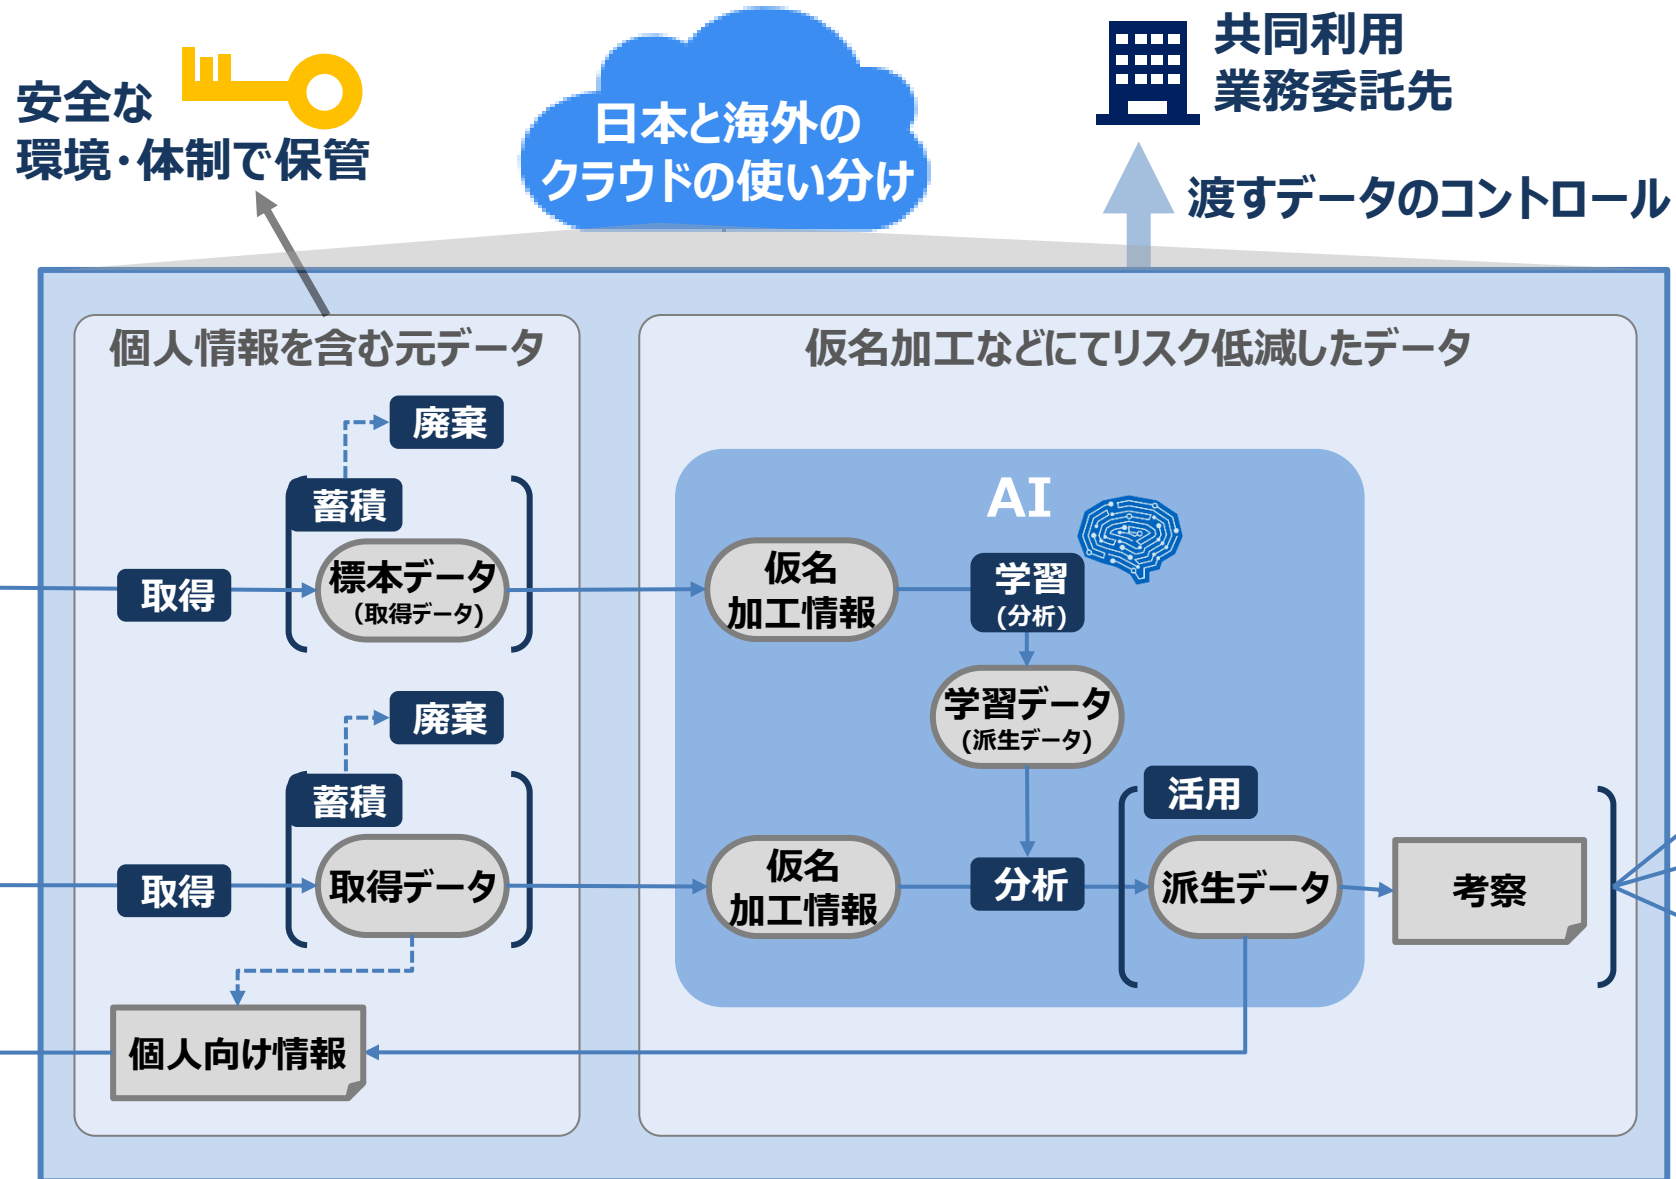 安全な
環境・体制で保管
日本と海外の
クラウドの使い分け
共同利用
業務委託先
渡すデータのコントロール
個人情報を含む元データ
廃棄
蓄積
取得
標本データ
（取得データ）
廃棄
蓄積
取得
取得データ
個人向け情報
仮名加工などにてリスク低減したデータ
AI
仮名
加工情報
学習
(分析)
学習データ
(派生データ)
仮名
加工情報
分析
活用
派生データ
考察